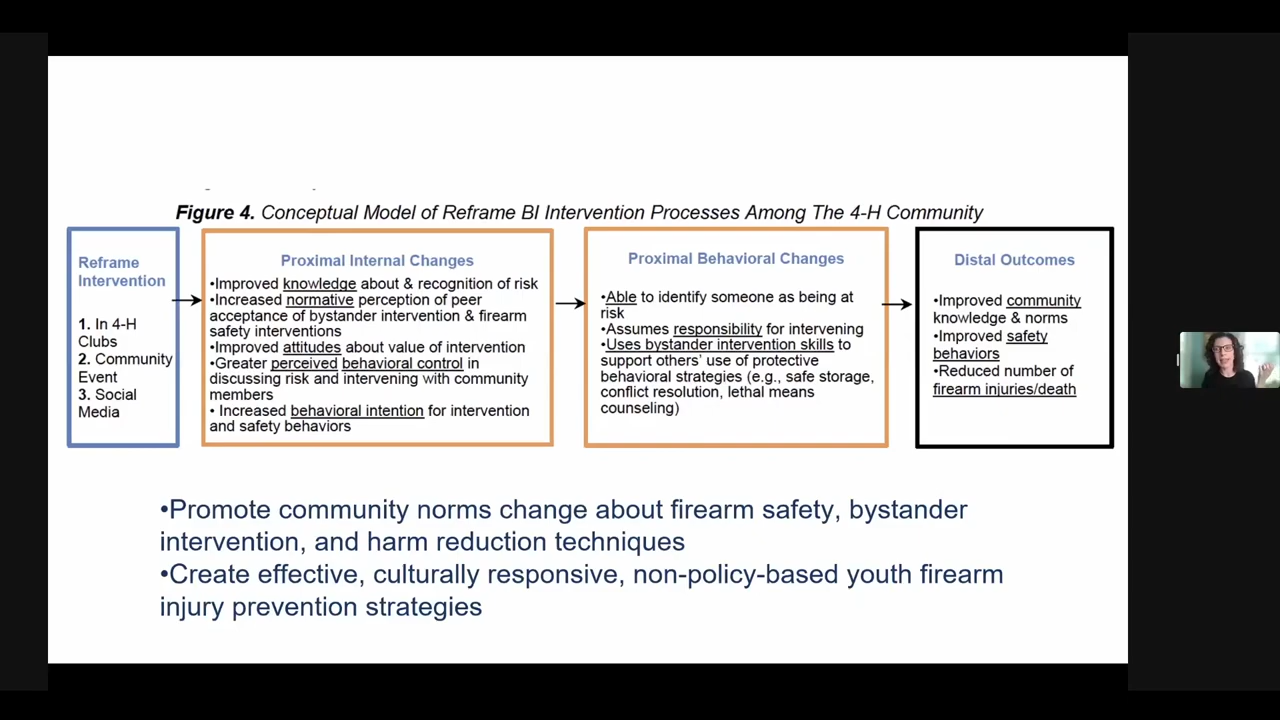 Figure 4. Conceptual Model of Reframe BI Intervention Processes Among The 4-H Community
Reframe
Intervention
1. In 4-H
Clubs
2. Community
Event
3. Social
Media
Proximal Internal Changes
•Improved knowledge about & recognition of risk
•Increased normative perception of peer
acceptance of bystander intervention & firearm
safety interventions
•Improved attitudes about value of intervention
•Greater perceived behavioral control in
discussing risk and intervening with community
members
• Increased behavioral intention for intervention
and safety behaviors
Proximal Behavioral Changes
•Able to identify someone as being at
risk
•Assumes responsibility for intervening
•Uses bystander intervention skills to
support others' use of protective
behavioral strategies (e.g., safe storage,
conflict resolution, lethal means
counseling)
Distal Outcomes
•Improved community
knowledge & norms
•Improved safety
behaviors
•Reduced number of
firearm injuries/death
•Promote community norms change about firearm safety, bystander
intervention, and harm reduction techniques
•Create effective, culturally responsive, non-policy-based youth firearm
injury prevention strategies